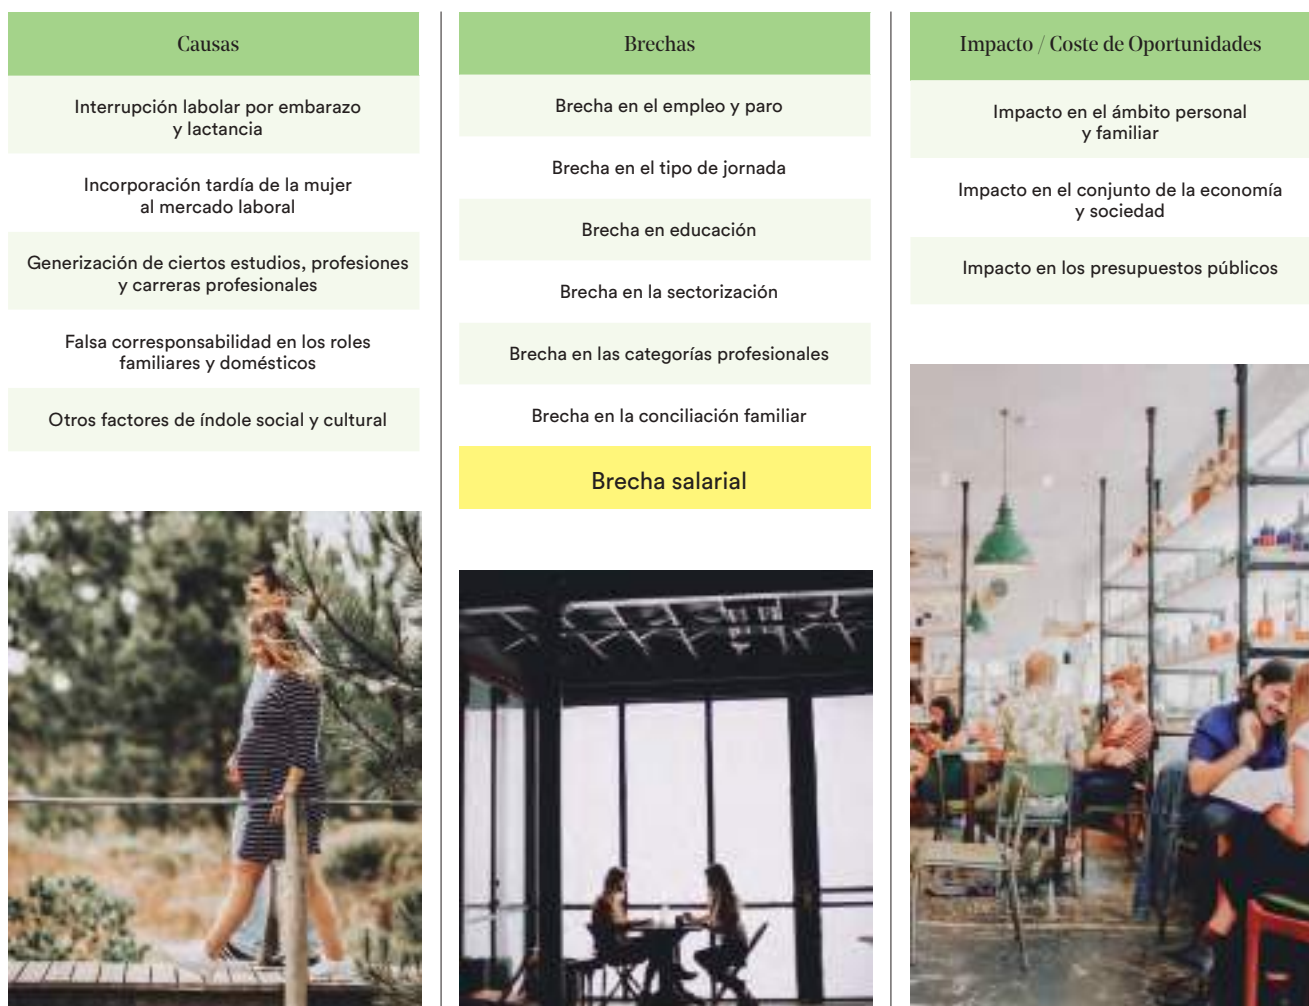 Causas
Interrupción labolar por embarazo
y lactancia
Incorporación tardía de la mujer
al mercado laboral
Generización de ciertos estudios, profesiones
y carreras profesionales
Falsa corresponsabilidad en los roles
familiares y domésticos
Otros factores de índole social y cultural
Brechas
Brecha en el empleo y paro
Brecha en el tipo de jornada
Brecha en educación
Brecha en la sectorización
Brecha en las categorías profesionales
Brecha en la conciliación familiar
Brecha salarial
Impacto / Coste de Oportunidades
Impacto en el ámbito personal
y familiar
Impacto en el conjunto de la economía
y sociedad
Impacto en los presupuestos públicos